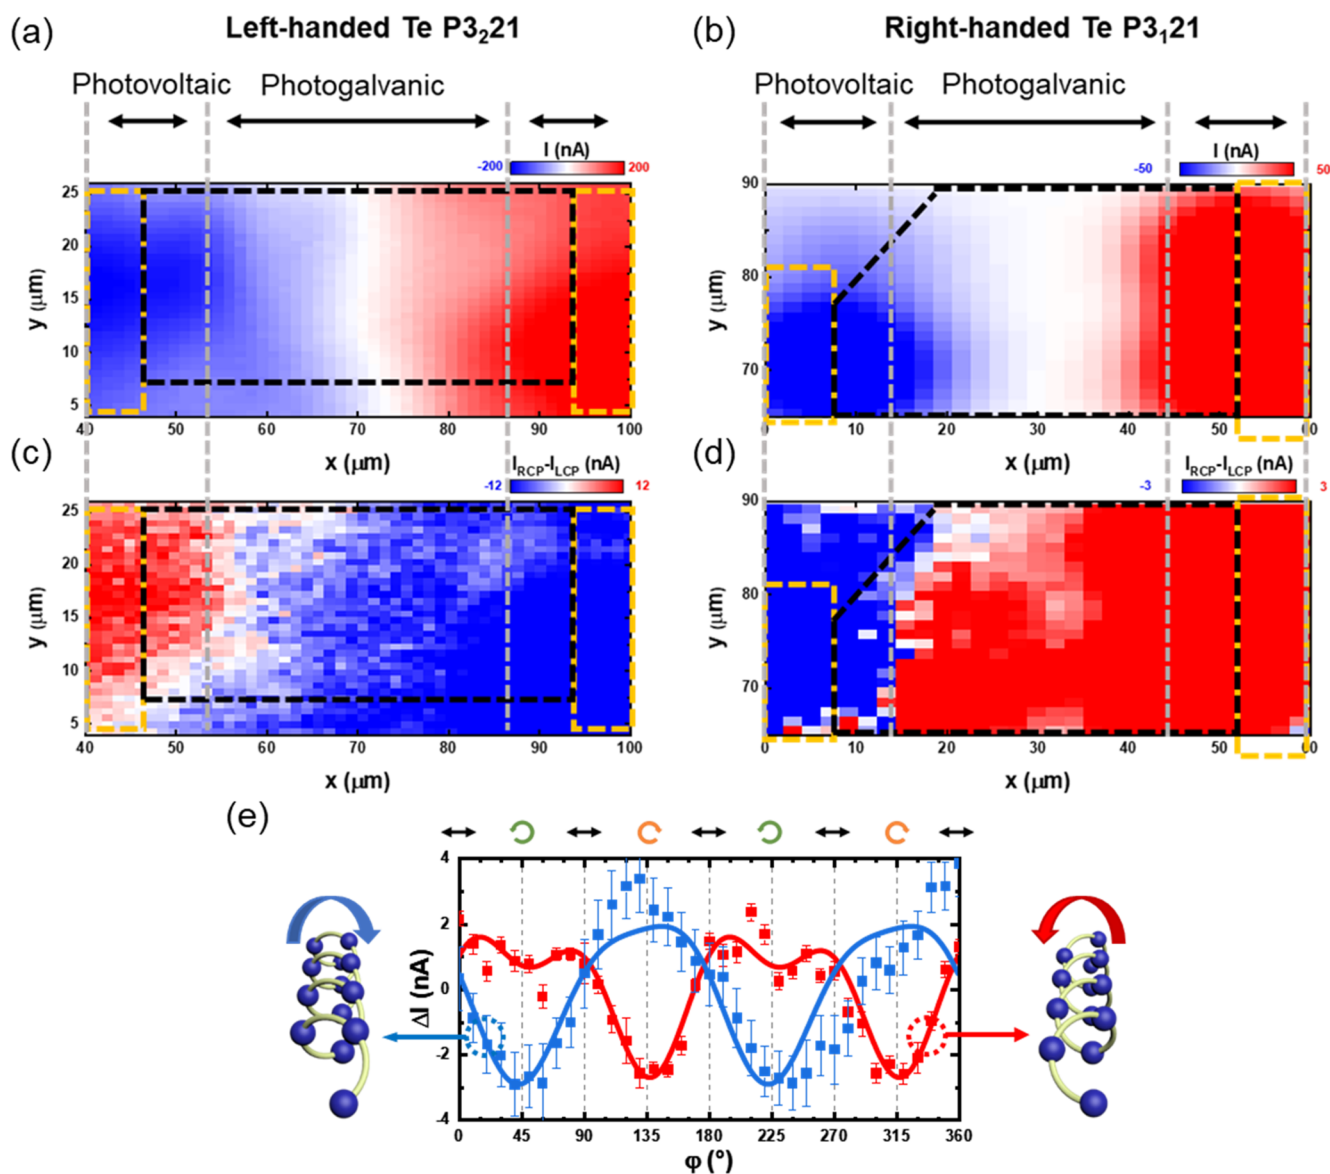 (a) Left-handed Te P3₂21
(b) Right-handed Te P3₁21
Photovoltaic Photogalvanic
Photovoltaic Photogalvanic
I (nA)
-200 200
I (nA)
-50 50
25
20
15
10
5
y (μm)
40 50 60 70 80 90 100
x (μm)
90
80
70
y (μm)
0 10 20 30 40 50 60
x (μm)
(c)
I_RCP-I_LCP (nA)
-12 12
(d)
I_RCP-I_LCP (nA)
-3 3
25
20
15
10
5
y (μm)
40 50 60 70 80 90 100
x (μm)
90
80
70
y (μm)
0 10 20 30 40 50 60
x (μm)
(e)
4
2
0
-2
-4
ΔI (nA)
0 45 90 135 180 225 270 315 360
φ (°)